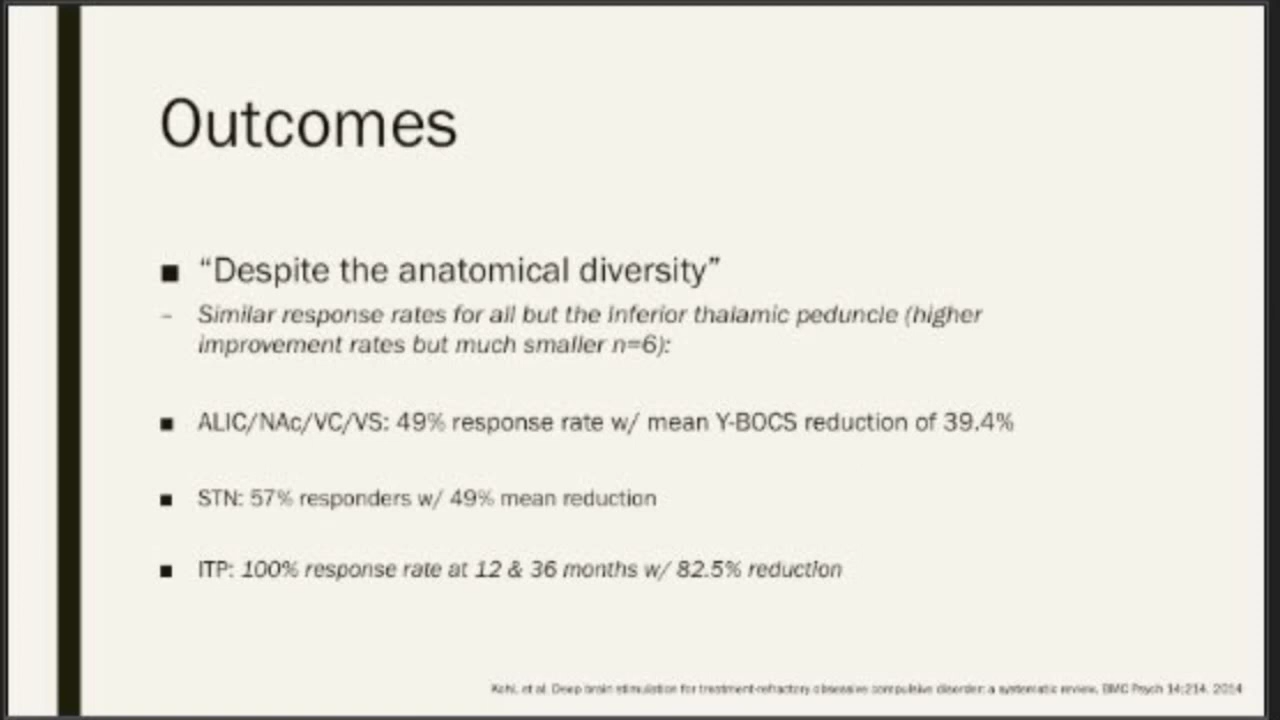 Outcomes
■ “Despite the anatomical diversity”
– Similar response rates for all but the inferior thalamic peduncle (higher
improvement rates but much smaller n=6):
■ ALIC/NAc/VC/VS: 49% response rate w/ mean Y-BOCS reduction of 39.4%
■ STN: 57% responders w/ 49% mean reduction
■ ITP: 100% response rate at 12 & 36 months w/ 82.5% reduction
Kohl, et al. Deep brain stimulation for treatment-refractory obsessive compulsive disorder: a systematic review. BMC Psych 14:214. 2014